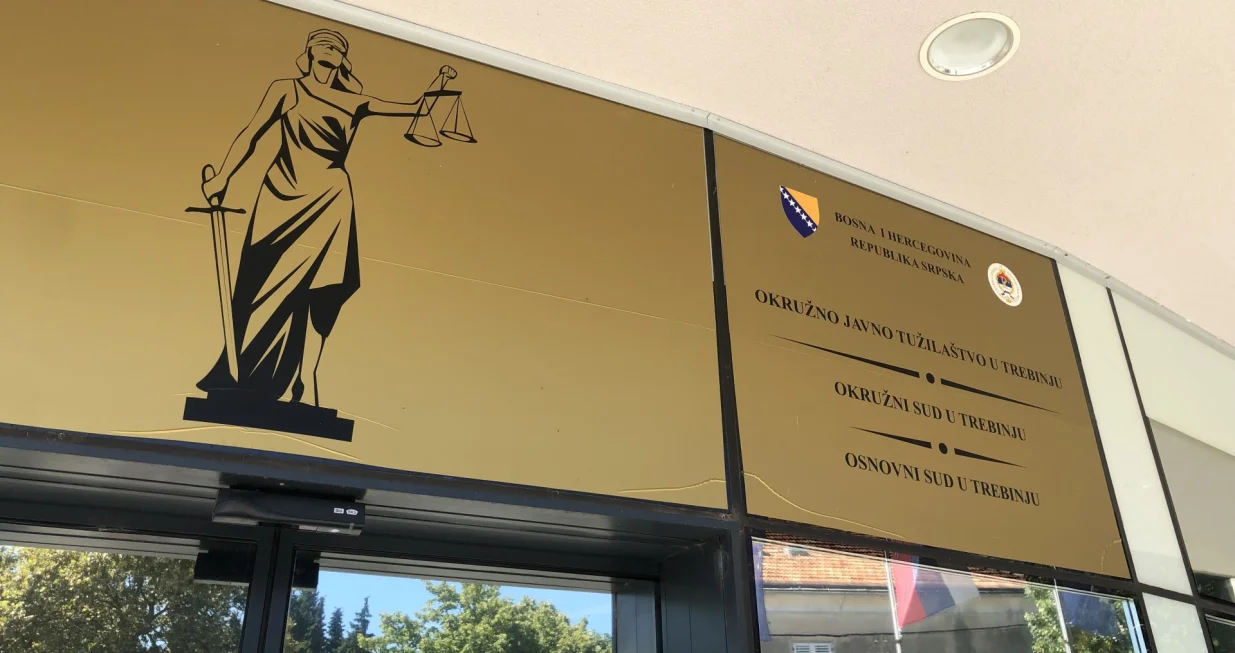 BOSNA I HERCEGOVINA
REPUBLIKA SRPSKA
OKRUŽNO JAVNO TUŽILAŠTVO U TREBINJU
OKRUŽNI SUD U TREBINJU
OSNOVNI SUD U TREBINJU